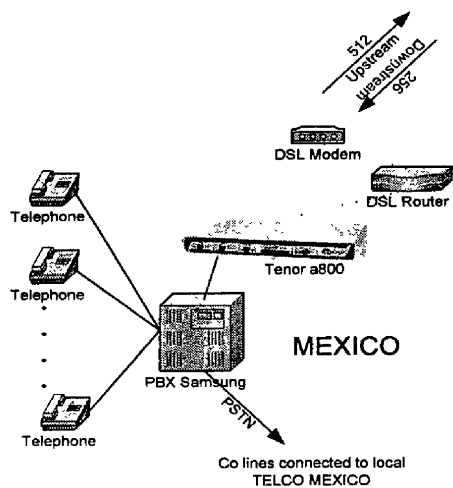 512
Upstream
Downstream
256
DSL Modem
DSL Router
Telephone
Tenor a800
Telephone
MEXICO
PBX Samsung
PSTN
Telephone
Co lines connected to local
TELCO MEXICO